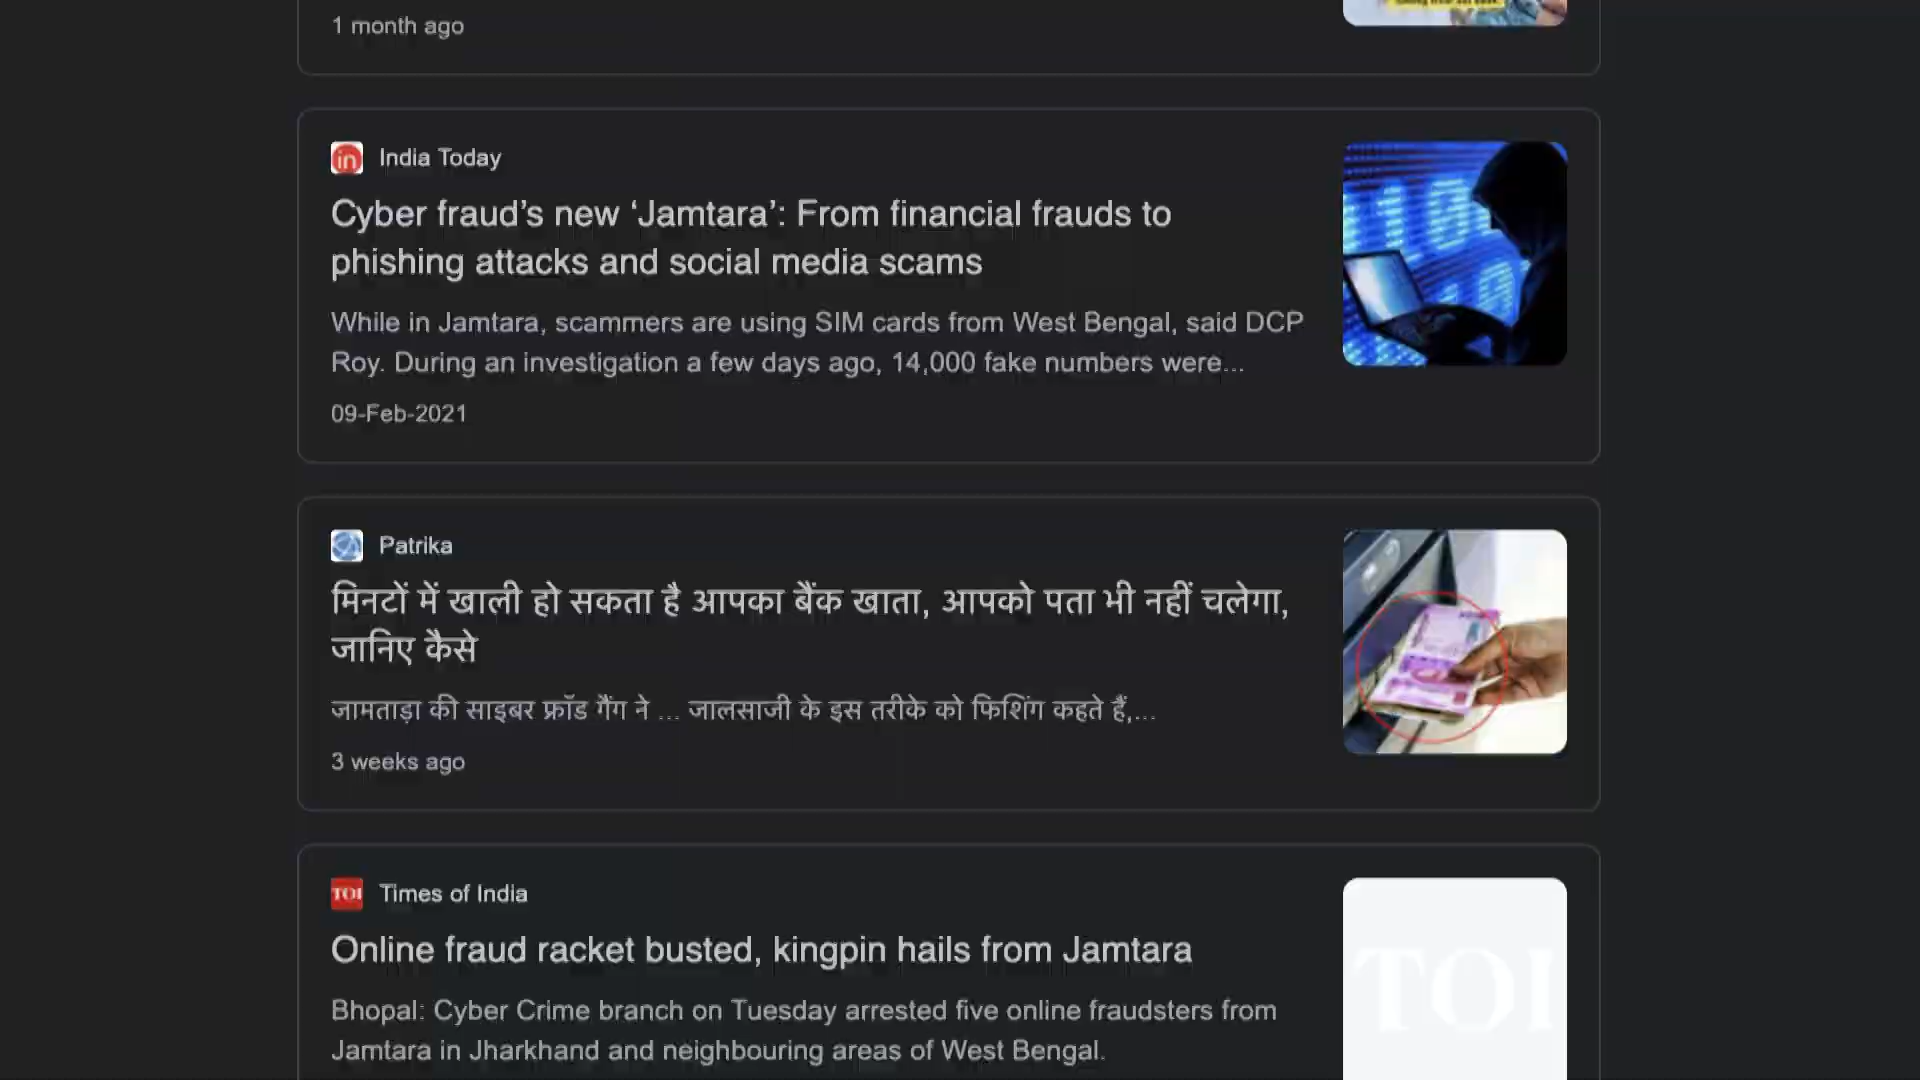 1 month ago
India Today
Cyber fraud’s new ‘Jamtara’: From financial frauds to
phishing attacks and social media scams
While in Jamtara, scammers are using SIM cards from West Bengal, said DCP
Roy. During an investigation a few days ago, 14,000 fake numbers were...
09-Feb-2021
Patrika
मिनटों में खाली हो सकता है आपका बैंक खाता, आपको पता भी नहीं चलेगा,
जानिए कैसे
जामताड़ा की साइबर फ्रॉड गैंग ने ... जालसाजी के इस तरीके को फिशिंग कहते हैं,...
3 weeks ago
TOI Times of India
Online fraud racket busted, kingpin hails from Jamtara
TOI
Bhopal: Cyber Crime branch on Tuesday arrested five online fraudsters from
Jamtara in Jharkhand and neighbouring areas of West Bengal.